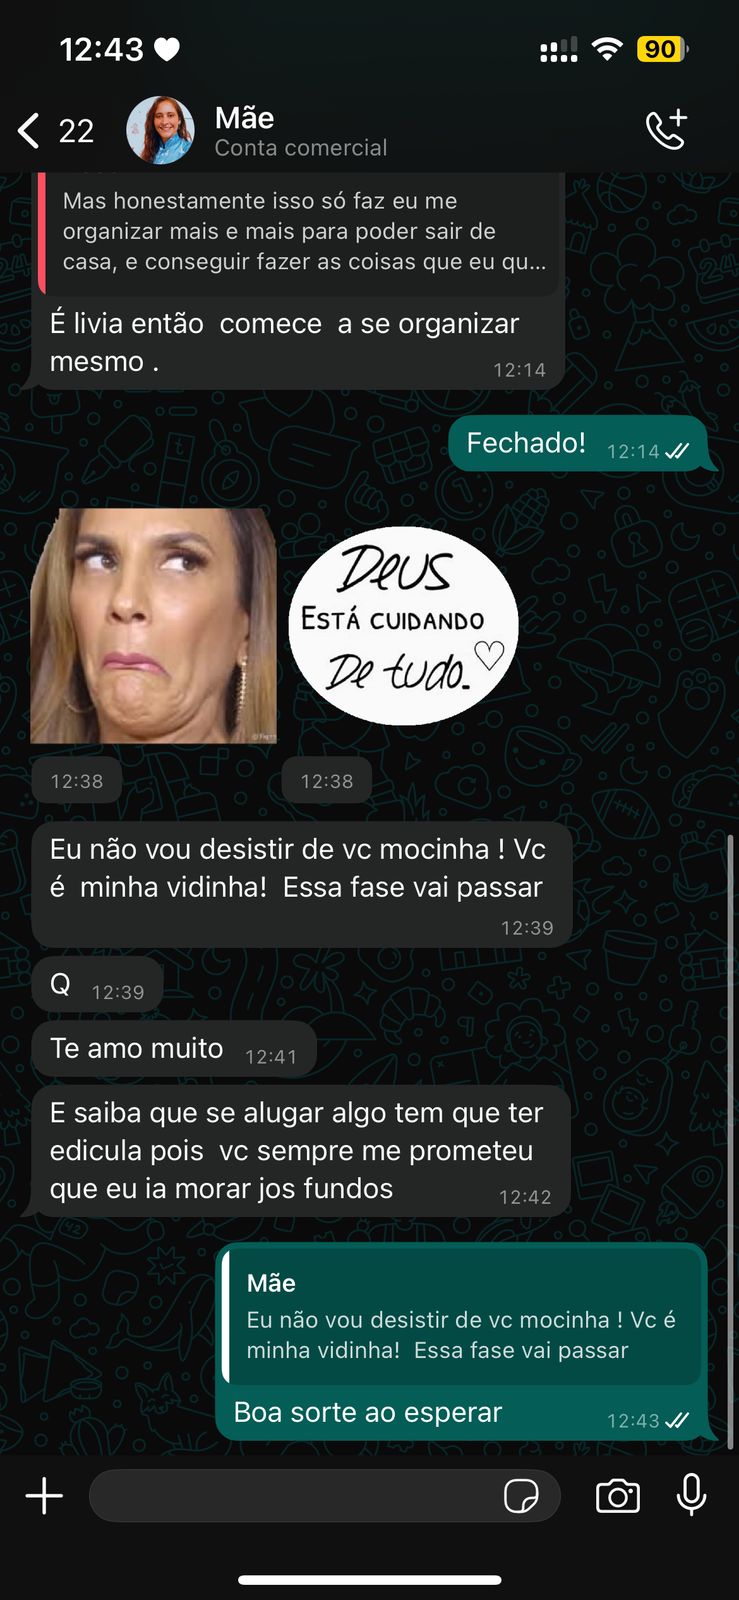 12:43
90
22
Mãe
Conta comercial
Mas honestamente isso só faz eu me
organizar mais e mais para poder sair de
casa, e conseguir fazer as coisas que eu qu...
É livia então  comece  a se organizar
mesmo .
12:14
Fechado!
12:14
Deus
ESTÁ CUIDANDO
De tudo.
12:38
12:38
Eu não vou desistir de vc mocinha ! Vc
é  minha vidinha!  Essa fase vai passar
12:39
Q
12:39
Te amo muito
12:41
E saiba que se alugar algo tem que ter
edicula pois  vc sempre me prometeu
que eu ia morar jos fundos
12:42
Mãe
Eu não vou desistir de vc mocinha ! Vc é
minha vidinha!  Essa fase vai passar
Boa sorte ao esperar
12:43